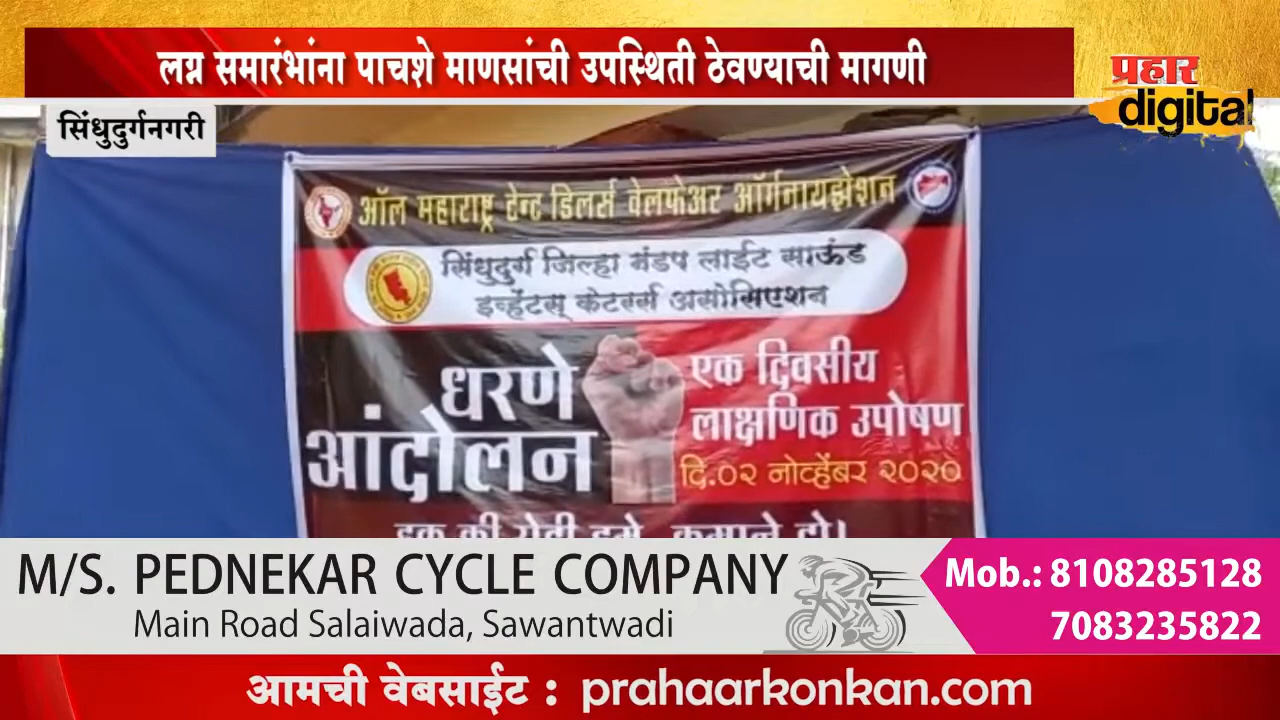 लग्न समारंभांना पाचशे माणसांची उपस्थिती ठेवण्याची मागणी
प्रहार
digital
सिंधुदुर्गनगरी
ऑल महाराष्ट्र टेन्ट डिलर्स वेलफेअर ऑर्गनायझेशन
सिंधुदुर्ग जिल्हा मंडप लाईट साऊंड
इव्हेंटस् केटरर्स असोसिएशन
धरणे
आंदोलन
एक दिवसीय
लाक्षणिक उपोषण
दि.०२ नोव्हेंबर २०२०
M/S. PEDNEKAR CYCLE COMPANY
Main Road Salaiwada, Sawantwadi
Mob.: 8108285128
7083235822
आमची वेबसाईट : prahaarkonkan.com